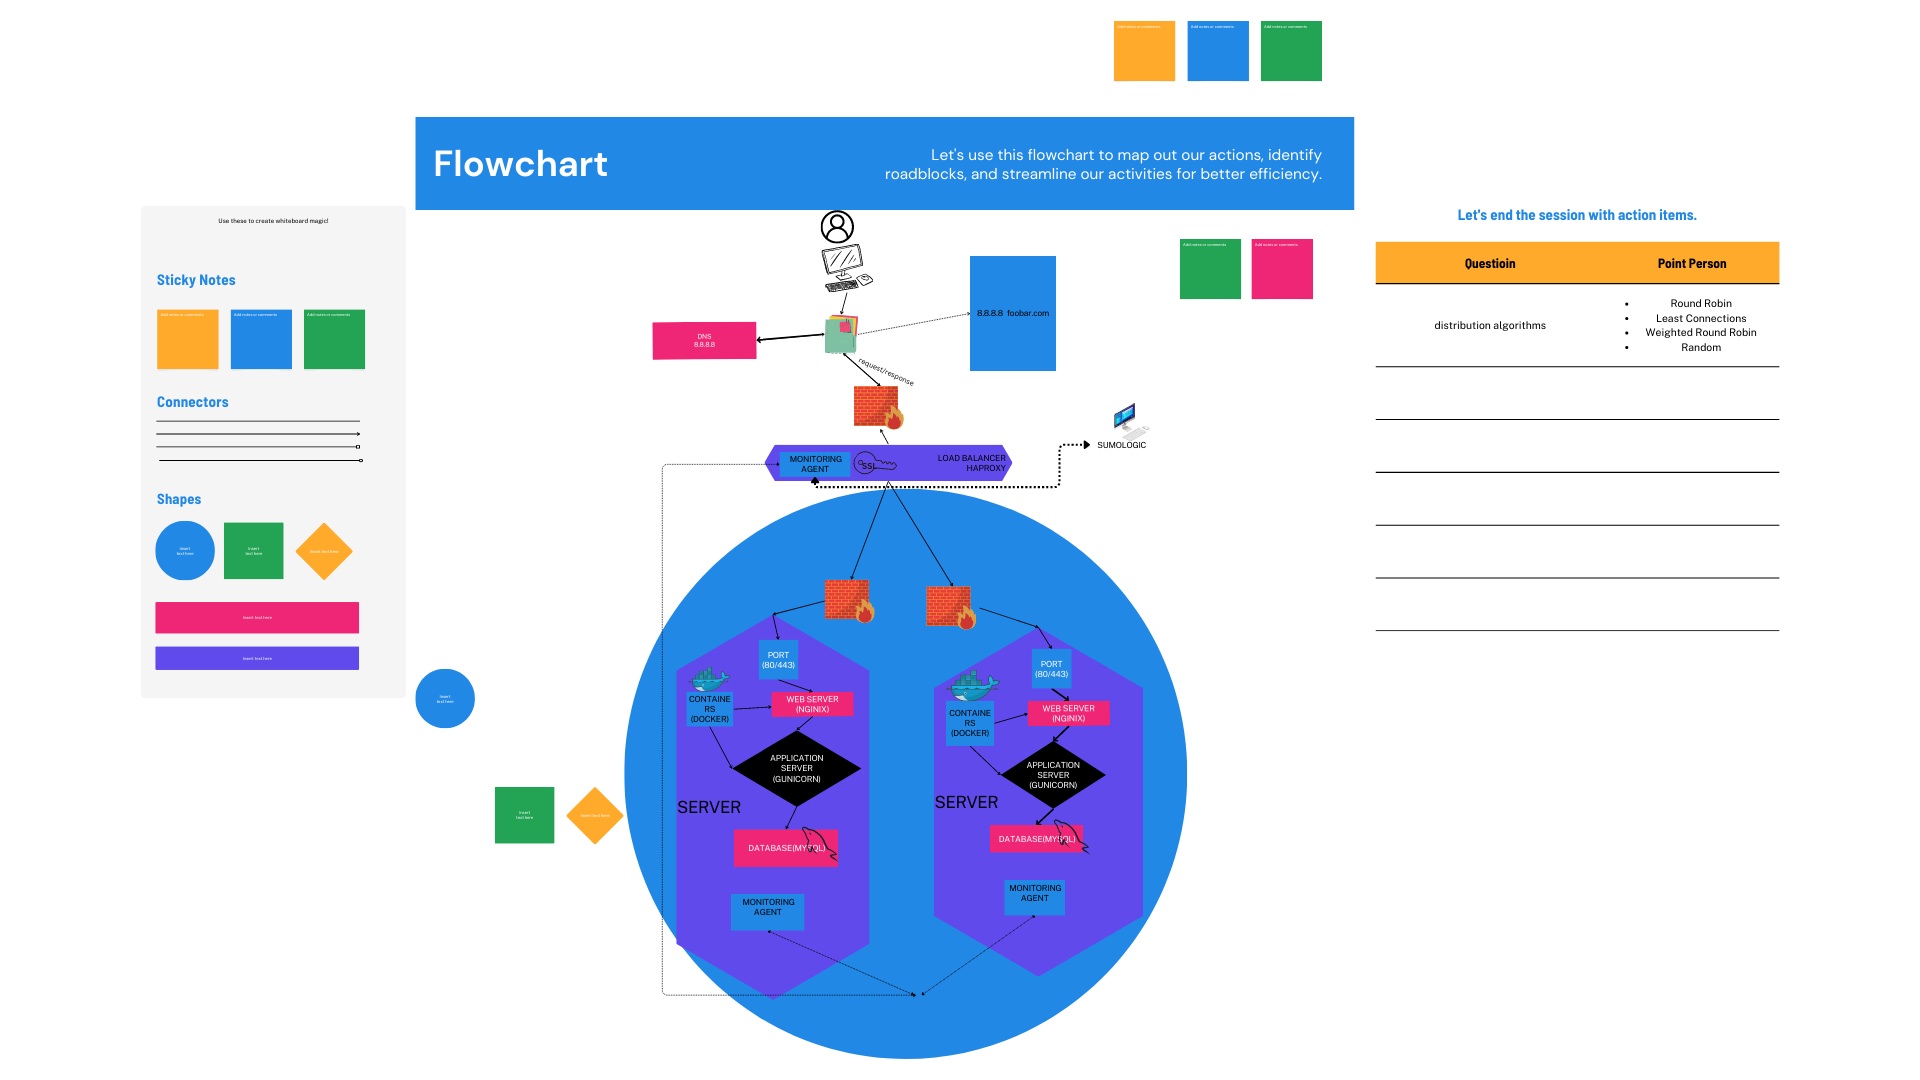 Add notes or comments
Add notes or comments
Add notes or comments
Flowchart
Let's use this flowchart to map out our actions, identify
roadblocks, and streamline our activities for better efficiency.
Use these to create whiteboard magic!
Sticky Notes
Add notes or comments
Add notes or comments
Add notes or comments
Connectors
Shapes
Insert
text here
Insert
text here
Insert text here
Insert text here
Insert text here
Insert
text here
Insert
text here
Insert text here
DNS
8.8.8.8
8.8.8.8 foobar.com
request/response
Add notes or comments
Add notes or comments
MONITORING
AGENT
SSL
LOAD BALANCER
HAPROXY
SUMOLOGIC
PORT
(80/443)
CONTAINE
RS
(DOCKER)
WEB SERVER
(NGINIX)
APPLICATION
SERVER
(GUNICORN)
SERVER
DATABASE(MYSQL)
MONITORING
AGENT
PORT
(80/443)
CONTAINE
RS
(DOCKER)
WEB SERVER
(NGINIX)
APPLICATION
SERVER
(GUNICORN)
SERVER
DATABASE(MYSQL)
MONITORING
AGENT
Let's end the session with action items.
Questioin
Point Person
distribution algorithms
• Round Robin
• Least Connections
Weighted Round Robin
• Random